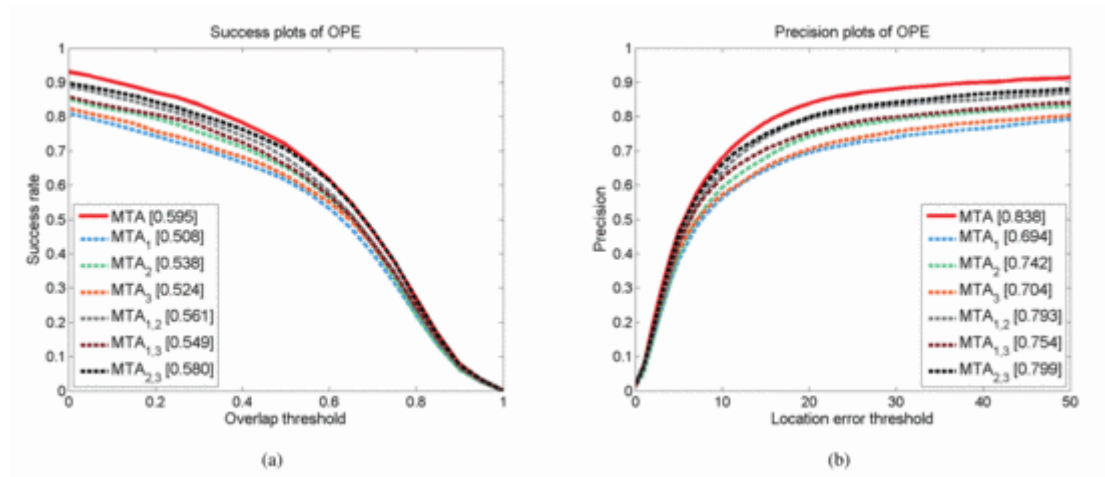 Success plots of OPE
1
0.9
0.8
0.7
0.6
0.5
0.4
0.3
0.2
0.1
0
Success rate
MTA [0.595]
MTA1 [0.508]
MTA2 [0.538]
MTA3 [0.524]
MTA1,2 [0.561]
MTA1,3 [0.549]
MTA2,3 [0.580]
0 0.2 0.4 0.6 0.8 1
Overlap threshold
(a)
Precision plots of OPE
1
0.9
0.8
0.7
0.6
0.5
0.4
0.3
0.2
0.1
0
Precision
MTA [0.838]
MTA1 [0.694]
MTA2 [0.742]
MTA3 [0.704]
MTA1,2 [0.793]
MTA1,3 [0.754]
MTA2,3 [0.799]
0 10 20 30 40 50
Location error threshold
(b)